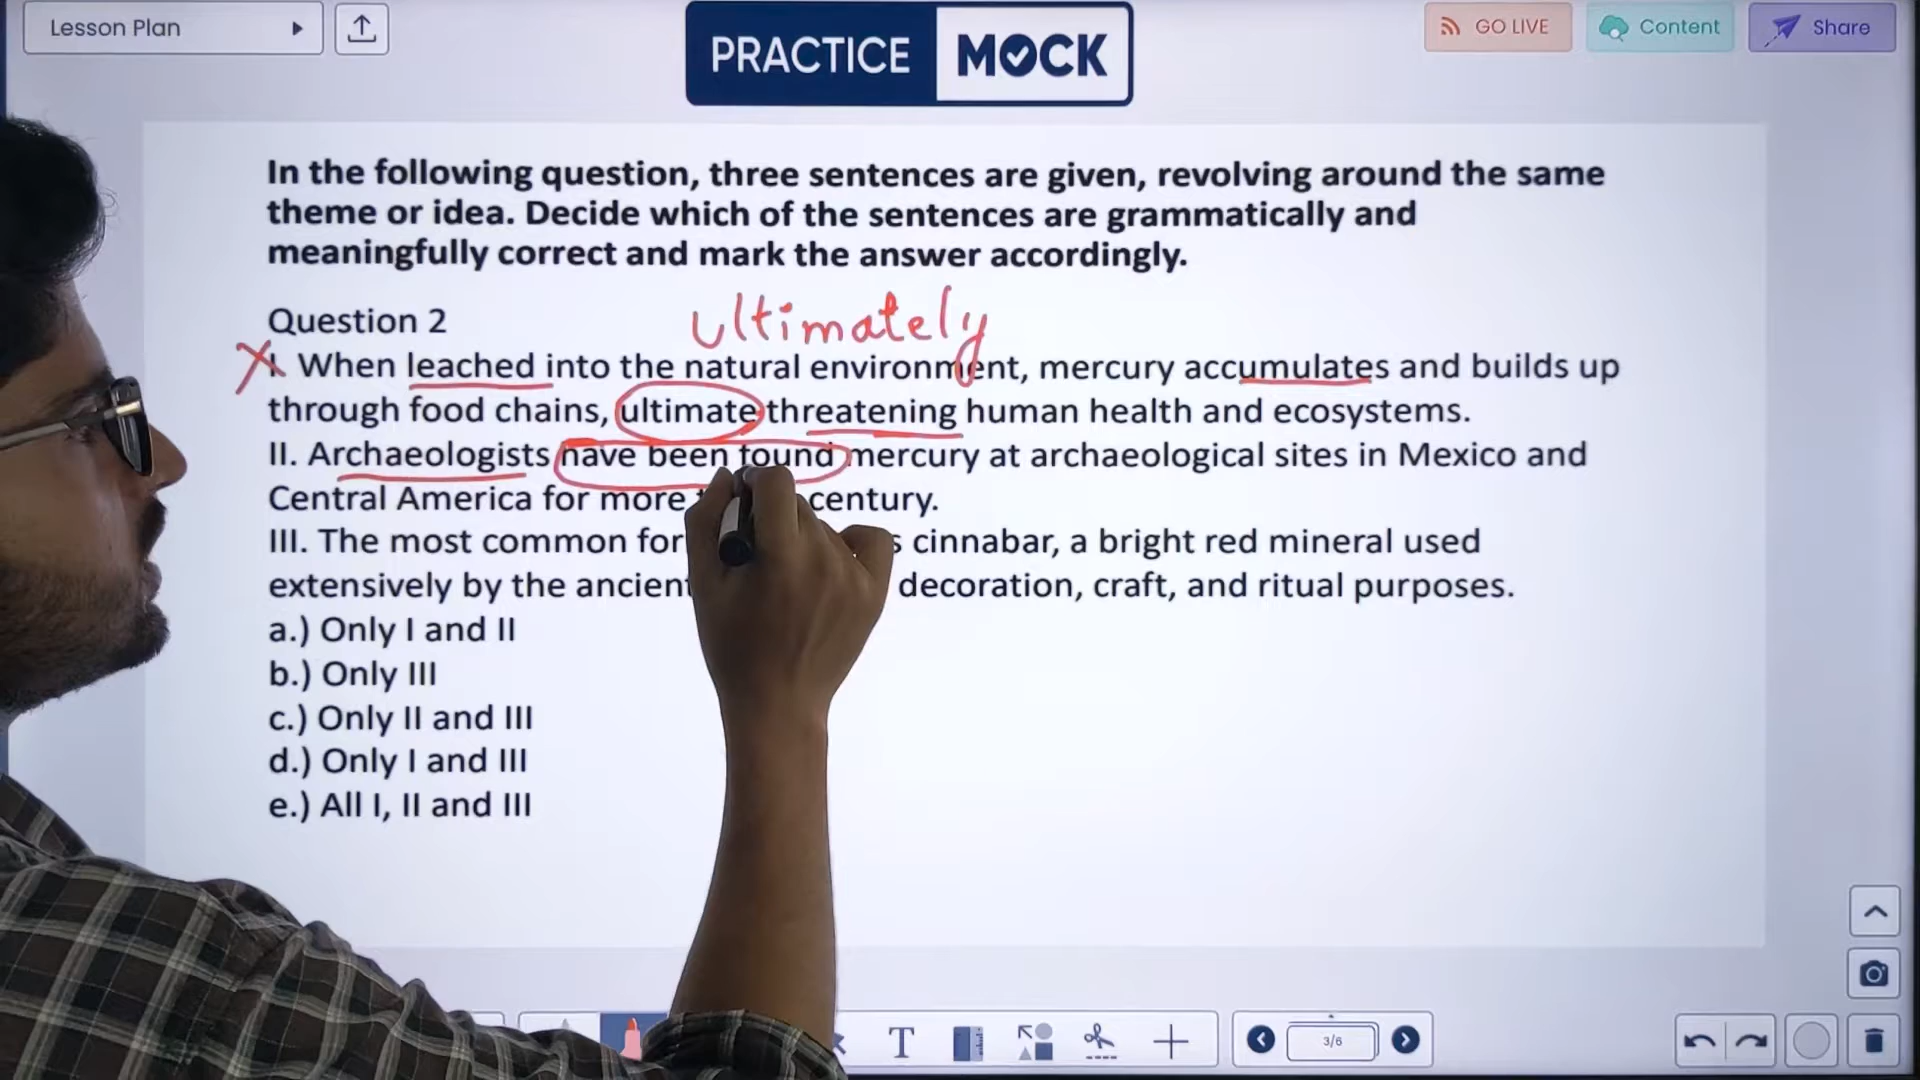 Lesson Plan
PRACTICE MOCK
GO LIVE
Content
Share
In the following question, three sentences are given, revolving around the same
theme or idea. Decide which of the sentences are grammatically and
meaningfully correct and mark the answer accordingly.
Question 2
ultimately
I. When leached into the natural environment, mercury accumulates and builds up
through food chains, ultimate threatening human health and ecosystems.
II. Archaeologists have been found mercury at archaeological sites in Mexico and
Central America for more century.
III. The most common cinnabar, a bright red mineral used
extensively by the ancient decoration, craft, and ritual purposes.
a.) Only I and II
b.) Only III
c.) Only II and III
d.) Only I and III
e.) All I, II and III
T
3/6